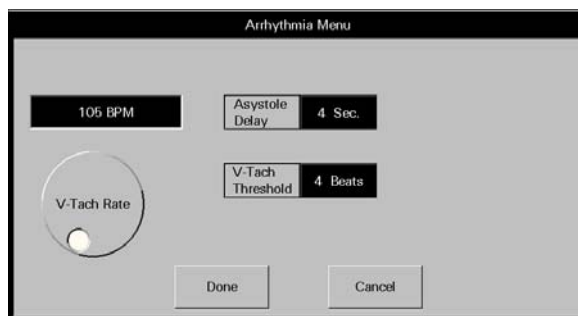 Arrhythmia Menu
105 BPM
Asystole
Delay
4 Sec.
V-Tach
Threshold
4 Beats
V-Tach Rate
Done
Cancel